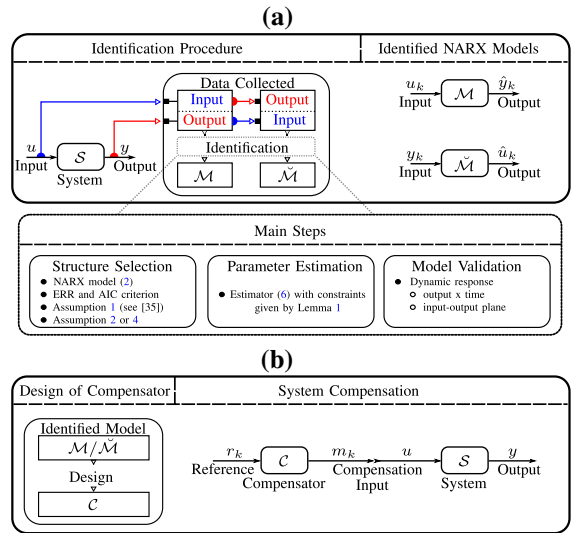 (a)
Identification Procedure
Identified NARX Models
Data Collected
Input
Output
Output
Input
u
Input
S
System
y
Output
Identification
M
M̆
u_k
Input
M
ŷ_k
Output
y_k
Input
M̆
û_k
Output
Main Steps
Structure Selection
NARX model (2)
ERR and AIC criterion
Assumption 1 (see [35])
Assumption 2 or 4
Parameter Estimation
Estimator (6) with constraints
given by Lemma 1
Model Validation
Dynamic response
output x time
input-output plane
(b)
Design of Compensator
System Compensation
Identified Model
M/M̆
Design
C
r_k
Reference
C
Compensator
m_k
Compensation
Input
u
S
System
y
Output